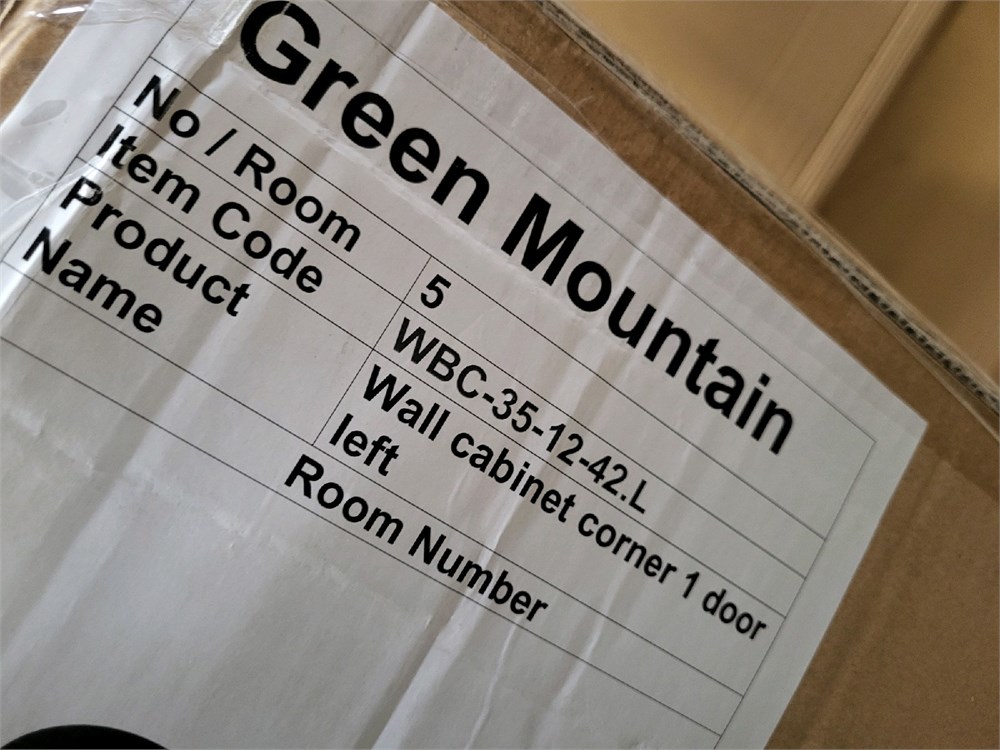 Green Mountain
No / Room 5
Item Code WBC-35-12-42.L
Product Wall cabinet corner 1 door
Name left
Room Number